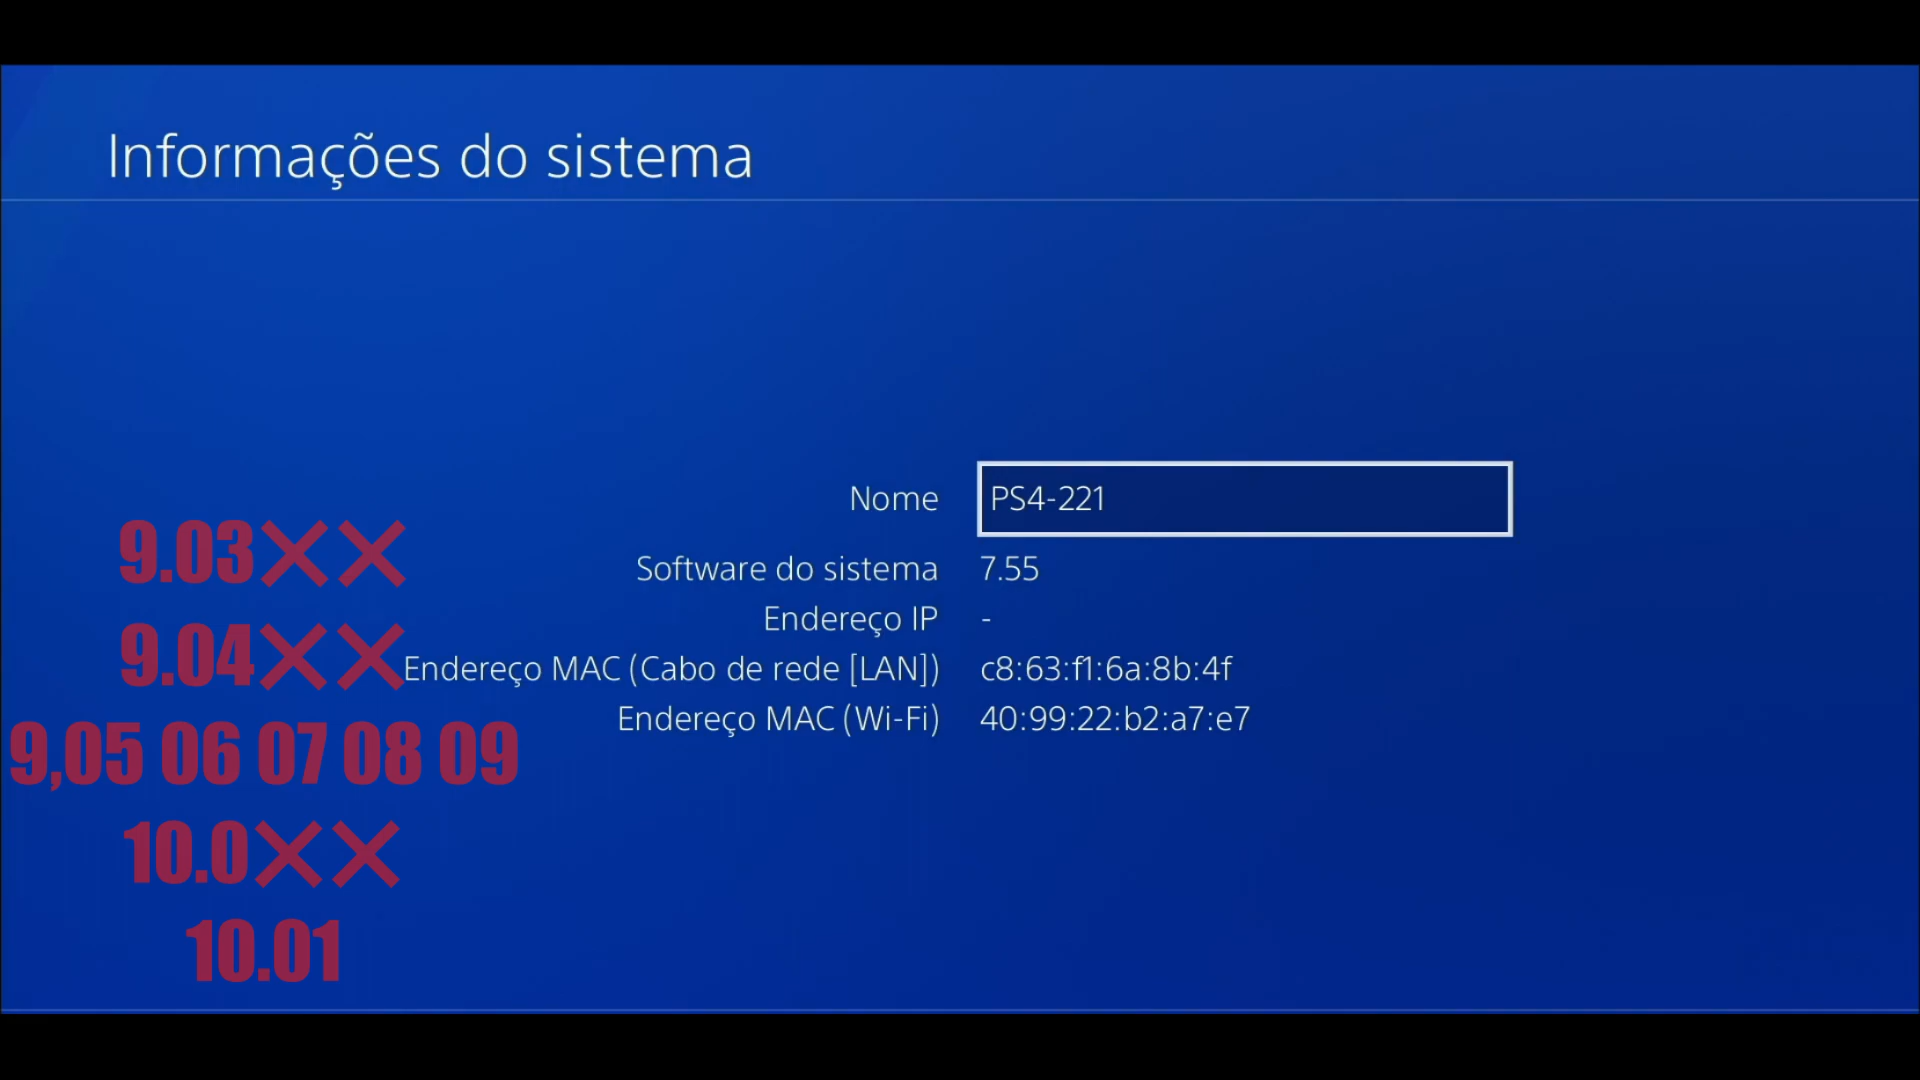 Informações do sistema
Nome PS4-221
Software do sistema 7.55
Endereço IP -
Endereço MAC (Cabo de rede [LAN]) c8:63:f1:6a:8b:4f
Endereço MAC (Wi-Fi) 40:99:22:b2:a7:e7
9.03❌❌
9.04❌❌
9,05 06 07 08 09
10.0❌❌
10.01